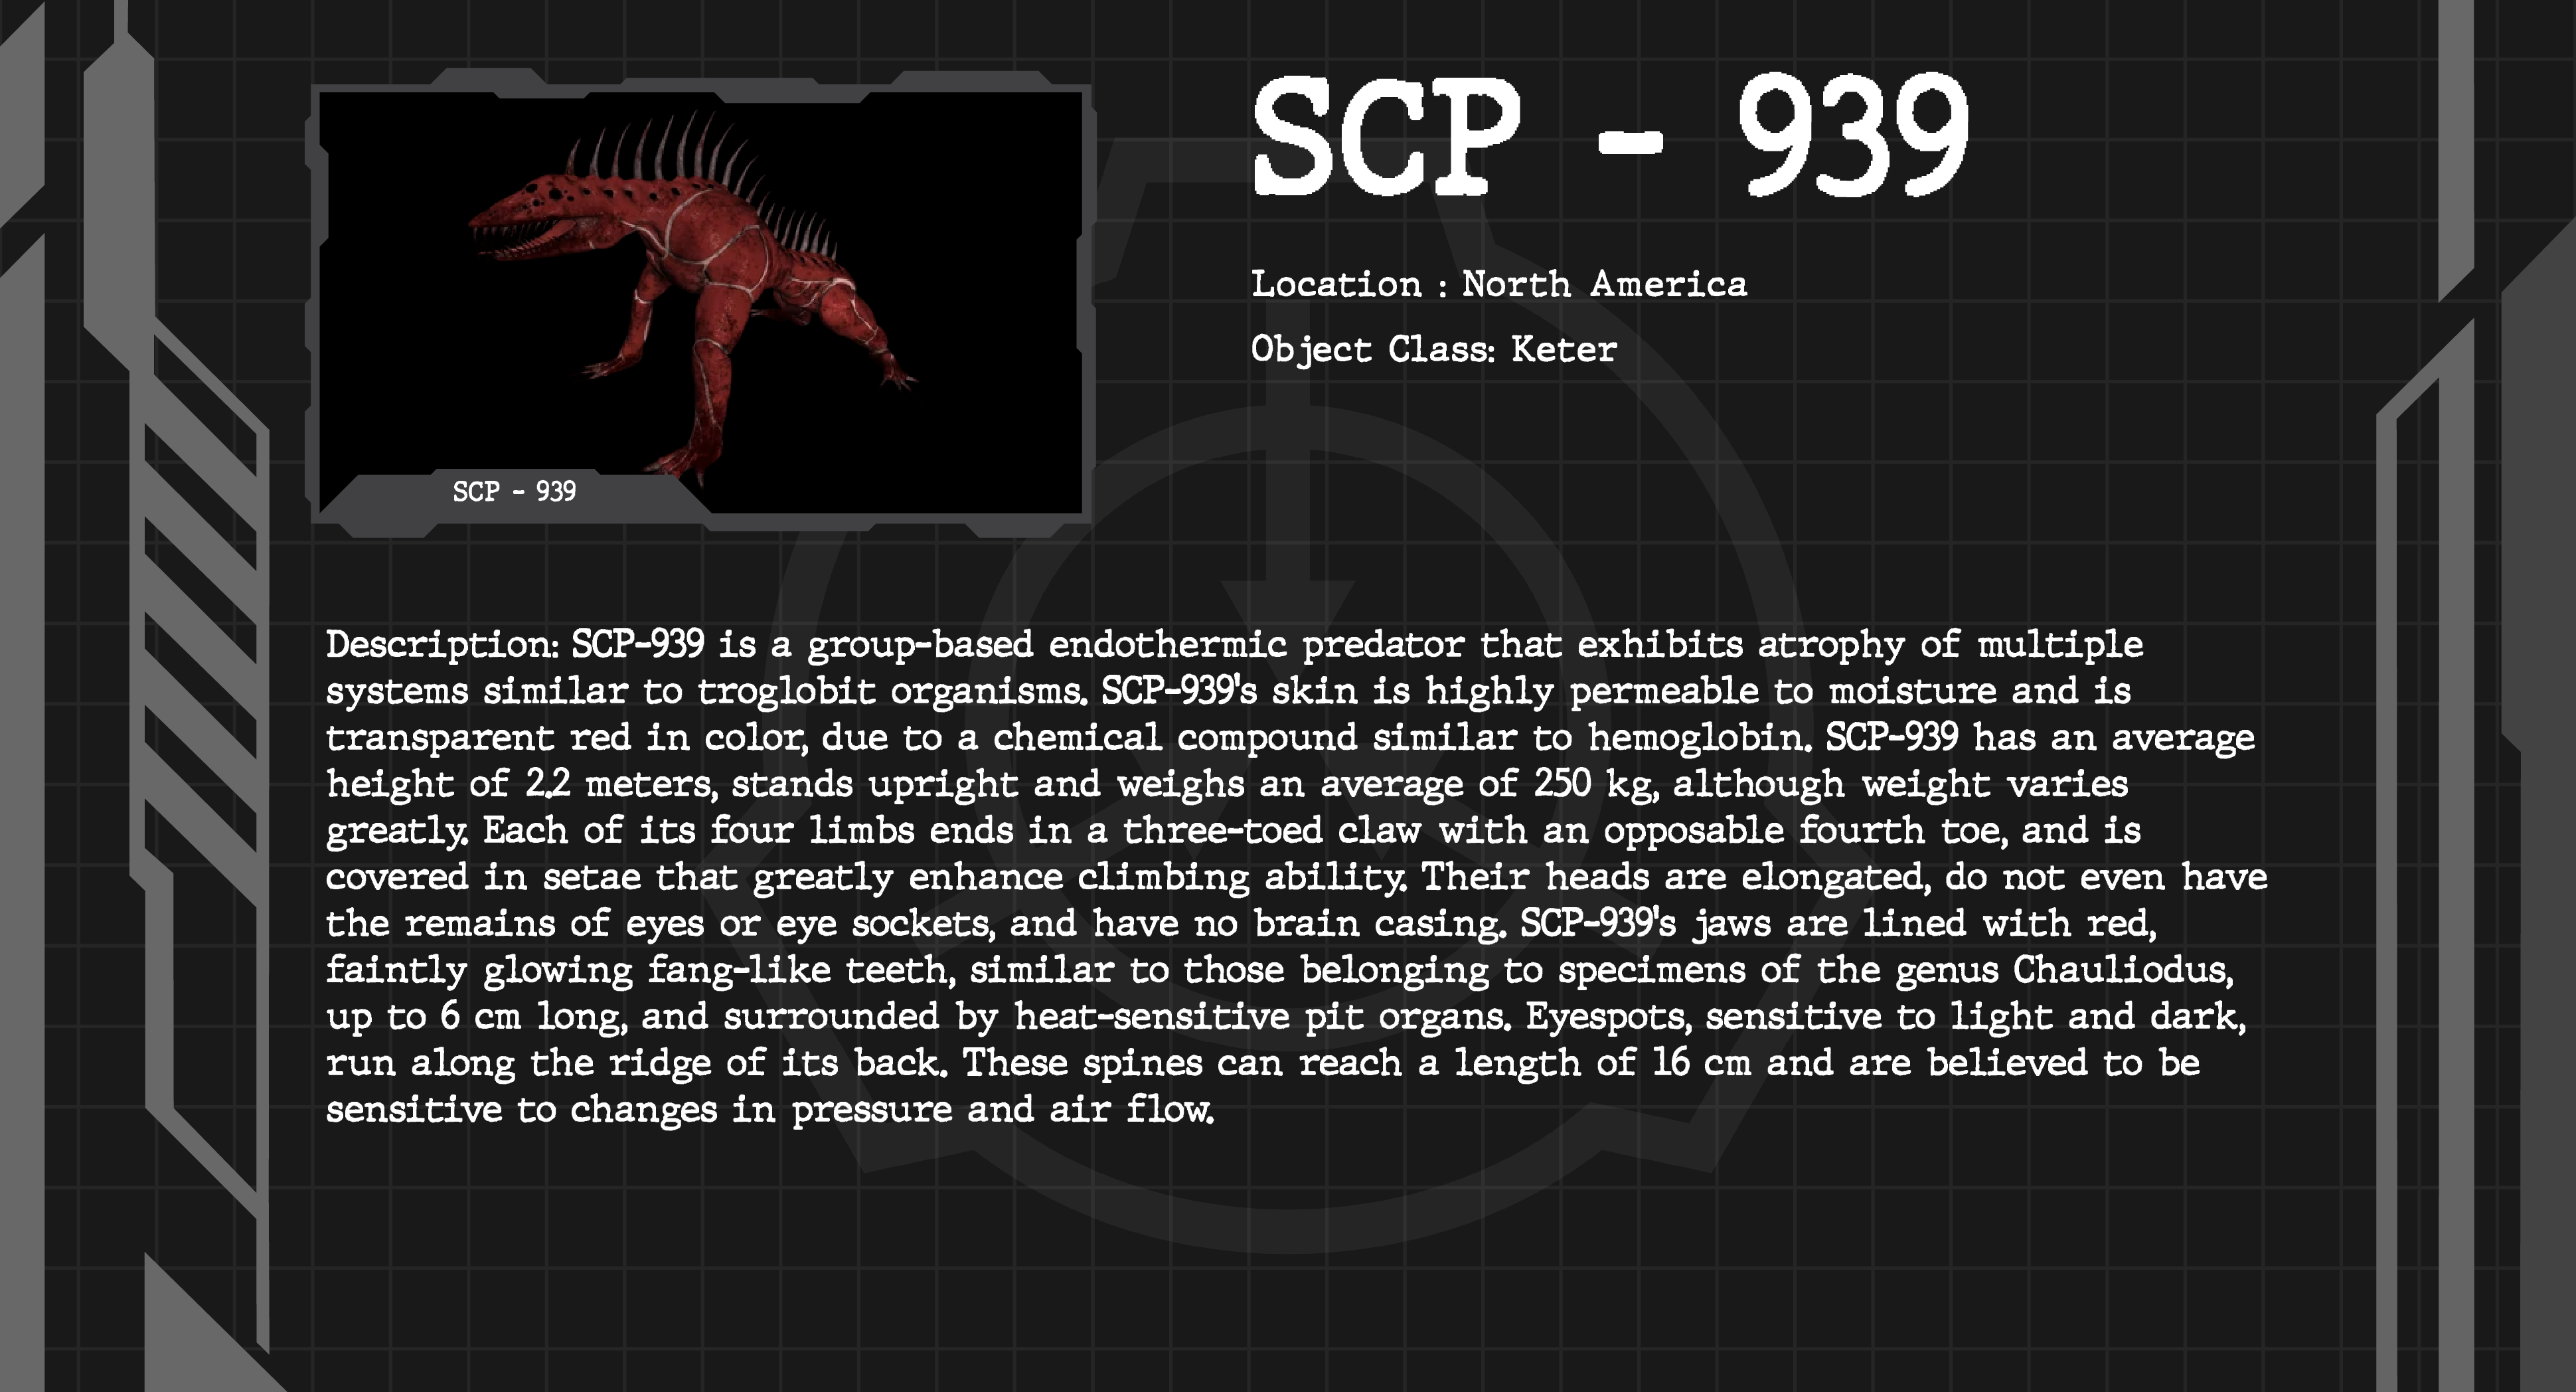 SCP - 939
Location : North America
Object Class: Keter
SCP - 939
Description: SCP-939 is a group-based endothermic predator that exhibits atrophy of multiple
systems similar to troglobit organisms. SCP-939's skin is highly permeable to moisture and is
transparent red in color, due to a chemical compound similar to hemoglobin. SCP-939 has an average
height of 2.2 meters, stands upright and weighs an average of 250 kg, although weight varies
greatly. Each of its four limbs ends in a three-toed claw with an opposable fourth toe, and is
covered in setae that greatly enhance climbing ability. Their heads are elongated, do not even have
the remains of eyes or eye sockets, and have no brain casing. SCP-939's jaws are lined with red,
faintly glowing fang-like teeth, similar to those belonging to specimens of the genus Chauliodus,
up to 6 cm long, and surrounded by heat-sensitive pit organs. Eyespots, sensitive to light and dark,
run along the ridge of its back. These spines can reach a length of 16 cm and are believed to be
sensitive to changes in pressure and air flow.